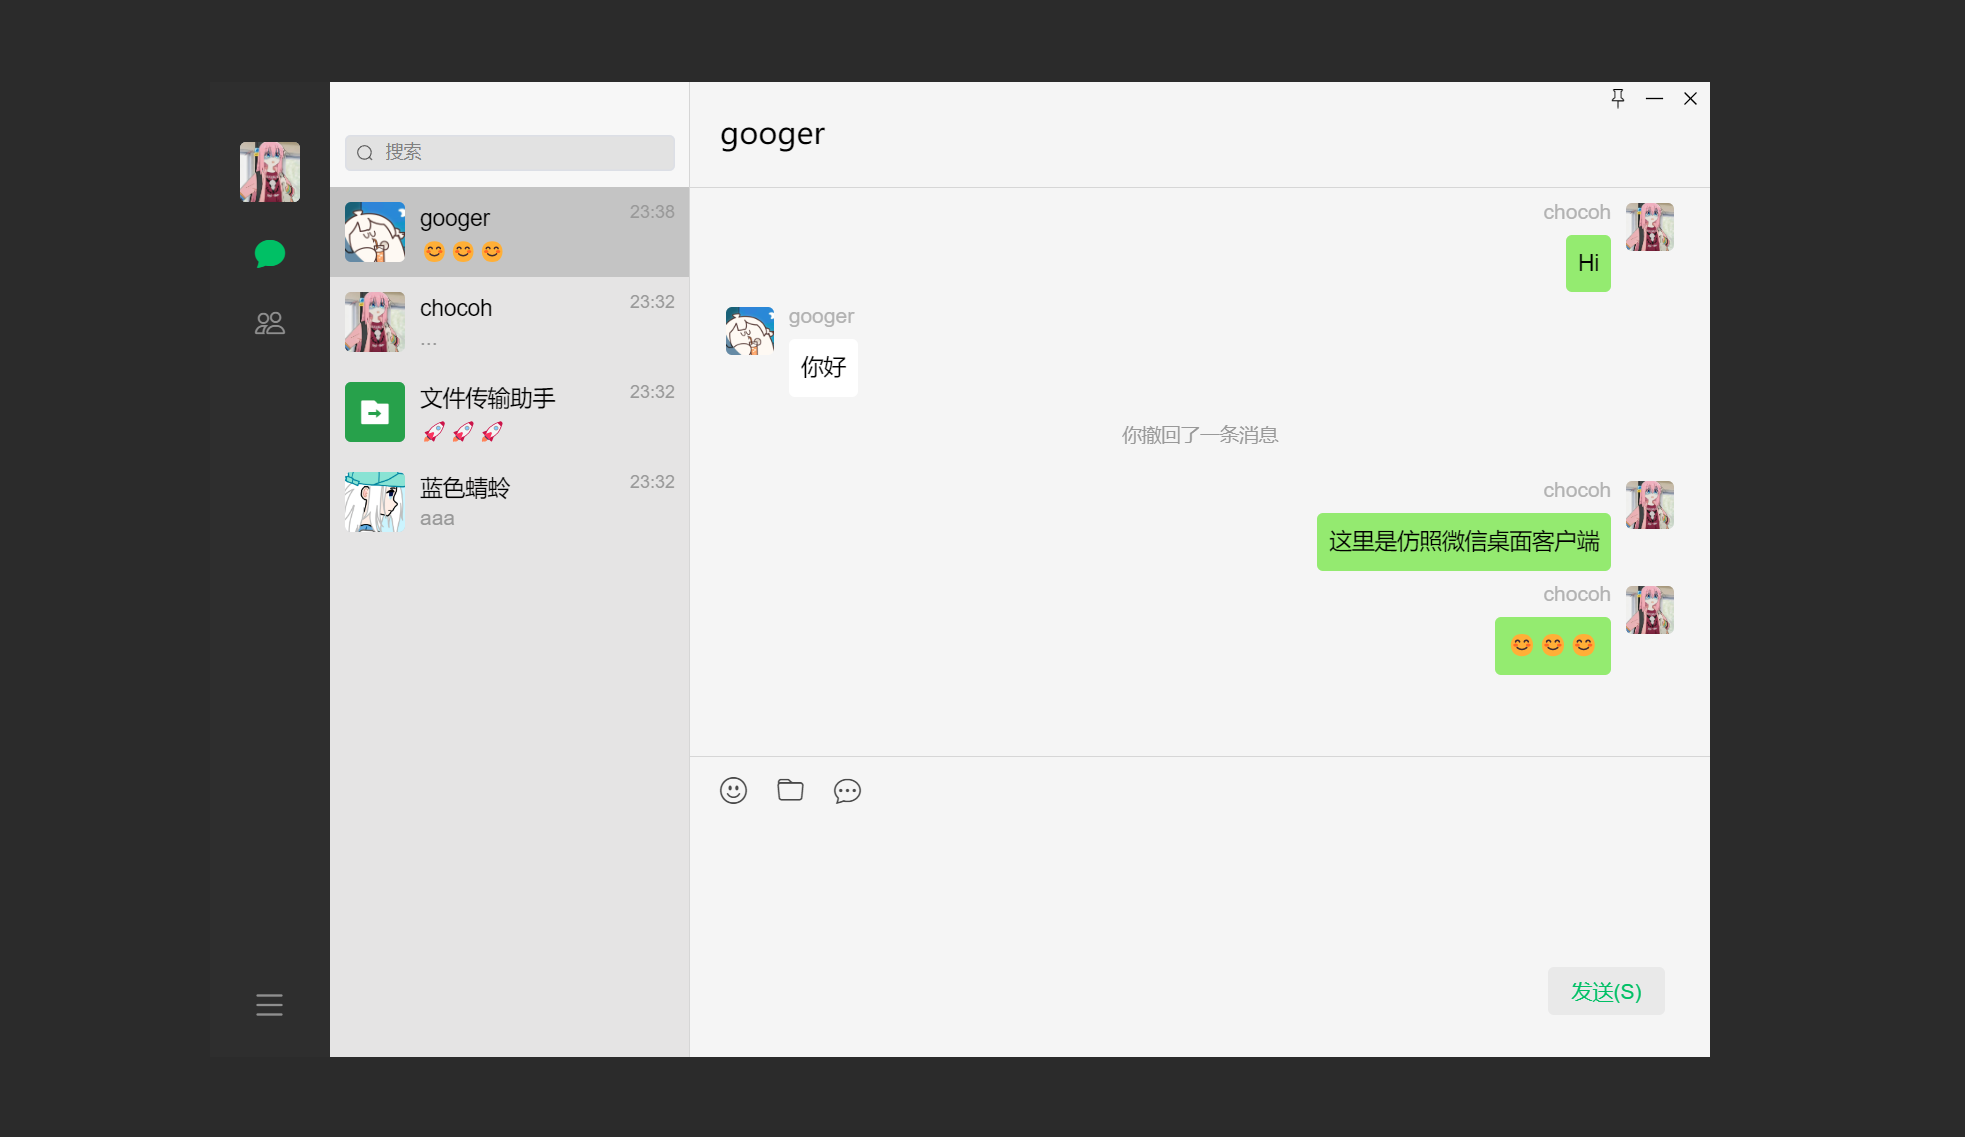 搜索
googer
23:38
😊😊😊
chocoh
23:32
...
文件传输助手
23:32
🚀🚀🚀
蓝色蜻蛉
23:32
aaa
googer
chocoh
Hi
googer
你好
你撤回了一条消息
chocoh
这里是仿照微信桌面客户端
chocoh
😊😊😊
发送(S)